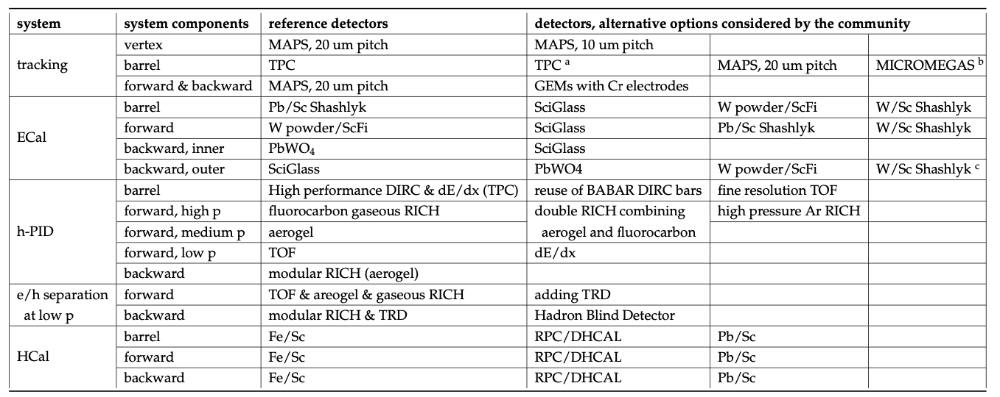 system system components reference detectors detectors, alternative options considered by the community
vertex MAPS, 20 um pitch MAPS, 10 um pitch
tracking barrel TPC TPC a MAPS, 20 um pitch MICROMEGAS b
forward & backward MAPS, 20 um pitch GEMs with Cr electrodes
barrel Pb/Sc Shashlyk SciGlass W powder/ScFi W/Sc Shashlyk
ECal forward W powder/ScFi SciGlass Pb/Sc Shashlyk W/Sc Shashlyk
backward, inner PbWO4 SciGlass
backward, outer SciGlass PbWO4 W powder/ScFi W/Sc Shashlyk c
barrel High performance DIRC & dE/dx (TPC) reuse of BABAR DIRC bars fine resolution TOF
forward, high p fluorocarbon gaseous RICH double RICH combining high pressure Ar RICH
h-PID forward, medium p aerogel aerogel and fluorocarbon
forward, low p TOF dE/dx
backward modular RICH (aerogel)
e/h separation forward TOF & areogel & gaseous RICH adding TRD
at low p backward modular RICH & TRD Hadron Blind Detector
barrel Fe/Sc RPC/DHCAL Pb/Sc
HCal forward Fe/Sc RPC/DHCAL Pb/Sc
backward Fe/Sc RPC/DHCAL Pb/Sc